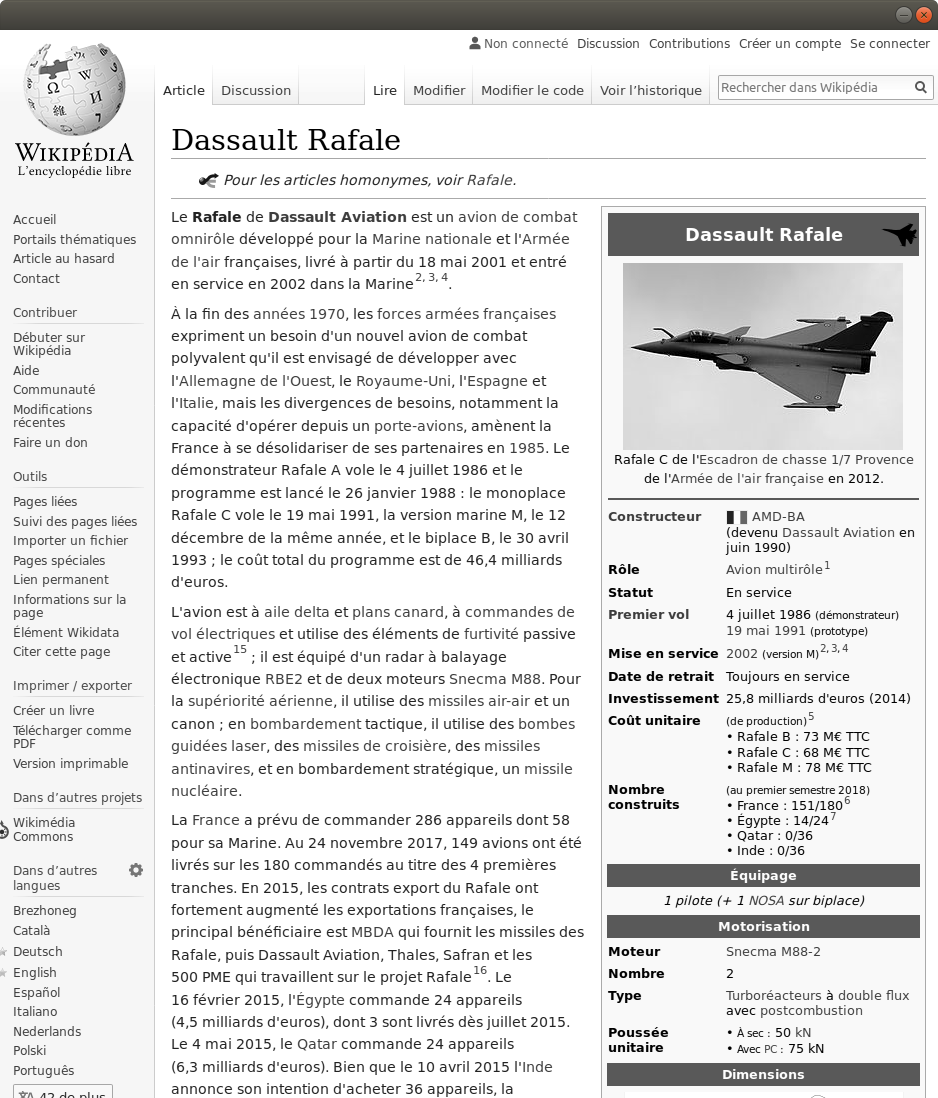 Non connecté Discussion Contributions Créer un compte Se connecter
Article Discussion Lire Modifier Modifier le code Voir l’historique Rechercher dans Wikipédia
WIKIPÉDIA
L'encyclopédie libre
Accueil
Portails thématiques
Article au hasard
Contact
Contribuer
Débuter sur
Wikipédia
Aide
Communauté
Modifications
récentes
Faire un don
Outils
Pages liées
Suivi des pages liées
Importer un fichier
Pages spéciales
Lien permanent
Informations sur la
page
Élément Wikidata
Citer cette page
Imprimer / exporter
Créer un livre
Télécharger comme
PDF
Version imprimable
Dans d’autres projets
Wikimédia
Commons
Dans d’autres
langues
Brezhoneg
Català
Deutsch
English
Español
Italiano
Nederlands
Polski
Português
42 de plus
Dassault Rafale
Pour les articles homonymes, voir Rafale.
Le Rafale de Dassault Aviation est un avion de combat
omnirôle développé pour la Marine nationale et l'Armée
de l'air françaises, livré à partir du 18 mai 2001 et entré
en service en 2002 dans la Marine2, 3, 4.
À la fin des années 1970, les forces armées françaises
expriment un besoin d'un nouvel avion de combat
polyvalent qu'il est envisagé de développer avec
l'Allemagne de l'Ouest, le Royaume-Uni, l'Espagne et
l'Italie, mais les divergences de besoins, notamment la
capacité d'opérer depuis un porte-avions, amènent la
France à se désolidariser de ses partenaires en 1985. Le
démonstrateur Rafale A vole le 4 juillet 1986 et le
programme est lancé le 26 janvier 1988 : le monoplace
Rafale C vole le 19 mai 1991, la version marine M, le 12
décembre de la même année, et le biplace B, le 30 avril
1993 ; le coût total du programme est de 46,4 milliards
d'euros.
L'avion est à aile delta et plans canard, à commandes de
vol électriques et utilise des éléments de furtivité passive
et active15 ; il est équipé d'un radar à balayage
électronique RBE2 et de deux moteurs Snecma M88. Pour
la supériorité aérienne, il utilise des missiles air-air et un
canon ; en bombardement tactique, il utilise des bombes
guidées laser, des missiles de croisière, des missiles
antinavires, et en bombardement stratégique, un missile
nucléaire.
La France a prévu de commander 286 appareils dont 58
pour sa Marine. Au 24 novembre 2017, 149 avions ont été
livrés sur les 180 commandés au titre des 4 premières
tranches. En 2015, les contrats export du Rafale ont
fortement augmenté les exportations françaises, le
principal bénéficiaire est MBDA qui fournit les missiles des
Rafale, puis Dassault Aviation, Thales, Safran et les
500 PME qui travaillent sur le projet Rafale16. Le
16 février 2015, l'Égypte commande 24 appareils
(4,5 milliards d'euros), dont 3 sont livrés dès juillet 2015.
Le 4 mai 2015, le Qatar commande 24 appareils
(6,3 milliards d'euros). Bien que le 10 avril 2015 l'Inde
annonce son intention d'acheter 36 appareils, la
Dassault Rafale
Rafale C de l'Escadron de chasse 1/7 Provence
de l'Armée de l'air française en 2012.
Constructeur AMD-BA
(devenu Dassault Aviation en
juin 1990)
Rôle Avion multirôle1
Statut En service
Premier vol 4 juillet 1986 (démonstrateur)
19 mai 1991 (prototype)
Mise en service 2002 (version M)2, 3, 4
Date de retrait Toujours en service
Investissement 25,8 milliards d'euros (2014)
Coût unitaire (de production)5
• Rafale B : 73 M€ TTC
• Rafale C : 68 M€ TTC
• Rafale M : 78 M€ TTC
Nombre (au premier semestre 2018)
construits • France : 151/1806
• Égypte : 14/247
• Qatar : 0/36
• Inde : 0/36
Équipage
1 pilote (+ 1 NOSA sur biplace)
Motorisation
Moteur Snecma M88-2
Nombre 2
Type Turboréacteurs à double flux
avec postcombustion
Poussée • À sec : 50 kN
unitaire • Avec PC : 75 kN
Dimensions